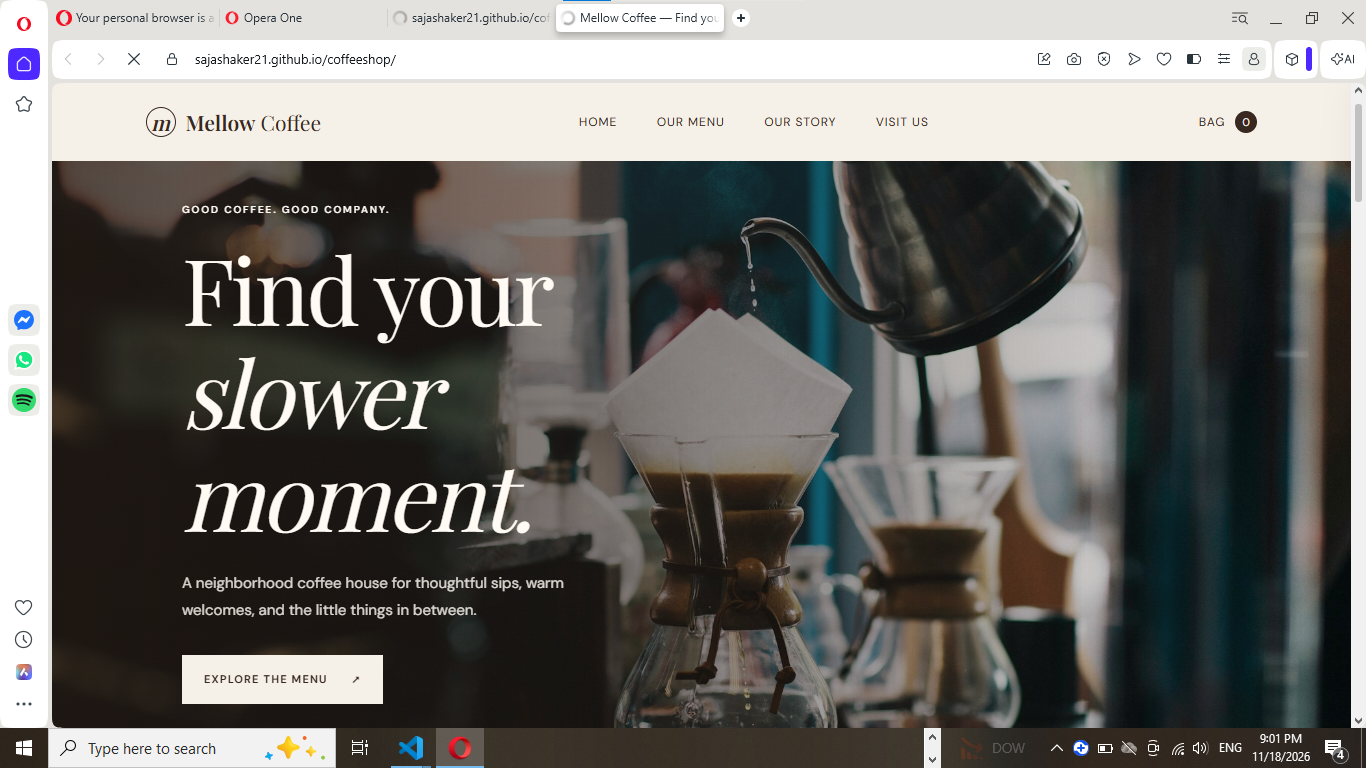 Your personal browser is a
Opera One
sajashaker21.github.io/cof
Mellow Coffee — Find you
sajashaker21.github.io/coffeeshop/
AI
m Mellow Coffee
HOME
OUR MENU
OUR STORY
VISIT US
BAG 0
GOOD COFFEE. GOOD COMPANY.
Find your
slower
moment.
A neighborhood coffee house for thoughtful sips, warm
welcomes, and the little things in between.
EXPLORE THE MENU ↗
Type here to search
DOW
ENG
9:01 PM
11/18/2026
4